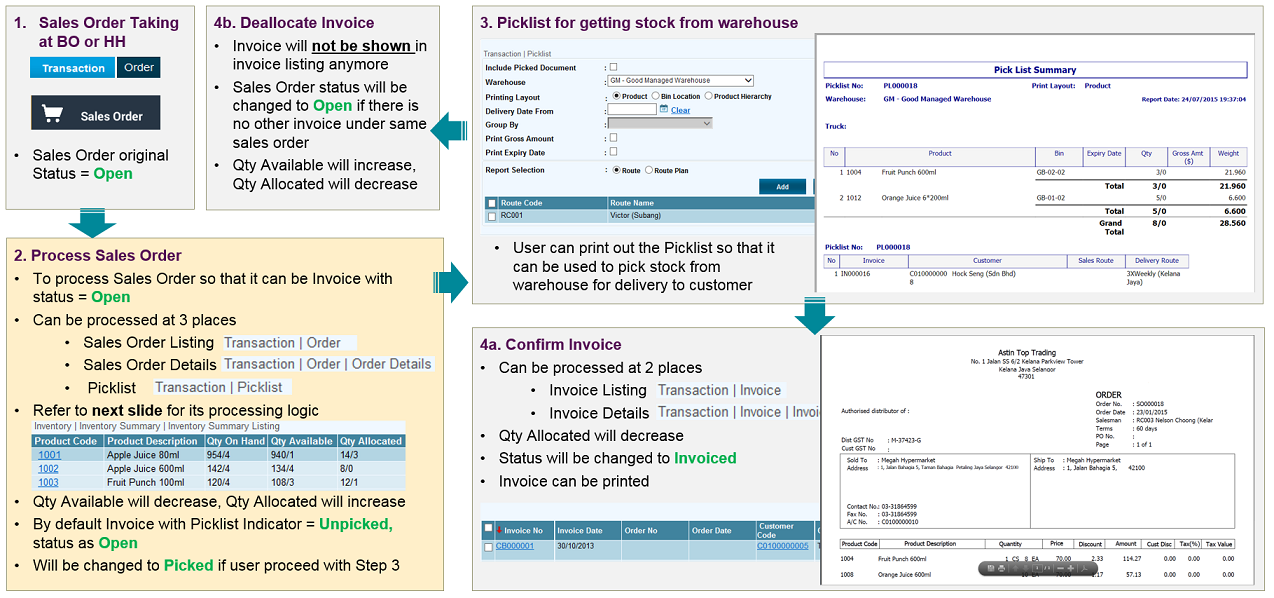 1. Sales Order Taking
at BO or HH
Transaction Order
Sales Order
• Sales Order original
Status = Open
4b. Deallocate Invoice
• Invoice will not be shown in
invoice listing anymore
• Sales Order status will be
changed to Open if there is
no other invoice under same
sales order
• Qty Available will increase,
Qty Allocated will decrease
2. Process Sales Order
• To process Sales Order so that it can be Invoice with
status = Open
• Can be processed at 3 places
• Sales Order Listing Transaction | Order
• Sales Order Details Transaction | Order | Order Details
• Picklist Transaction | Picklist
• Refer to next slide for its processing logic
Inventory | Inventory Summary | Inventory Summary Listing
Product Code Product Description Qty On Hand Qty Available Qty Allocated
1001 Apple Juice 80ml 954/4 940/1 14/3
1002 Apple Juice 600ml 142/4 134/4 8/0
1003 Fruit Punch 100ml 120/4 108/3 12/1
• Qty Available will decrease, Qty Allocated will increase
• By default Invoice with Picklist Indicator = Unpicked,
status as Open
• Will be changed to Picked if user proceed with Step 3
3. Picklist for getting stock from warehouse
Transaction | Picklist
Include Picked Document :
Warehouse : GM - Good Managed Warehouse
Printing Layout : Product Bin Location Product Hierarchy
Delivery Date From : Clear
Group By :
Print Gross Amount :
Print Expiry Date :
Report Selection : Route Route Plan
Add
Route Code Route Name
RC001 Victor (Subang)
• User can print out the Picklist so that it
can be used to pick stock from
warehouse for delivery to customer
Pick List Summary
Picklist No: PL000018 Print Layout: Product
Warehouse: GM - Good Managed Warehouse Report Date: 24/07/2015 19:37:04
Truck:
No Product Bin Expiry Date Qty Gross Amt ($) Weight
1 1004 Fruit Punch 600ml GB-02-02 3/0 21.960
Total 3/0 21.960
2 1012 Orange Juice 6*200ml GB-01-02 5/0 6.600
Total 5/0 6.600
Grand Total 8/0 28.560
Picklist No: PL000018
No Invoice Customer Sales Route Delivery Route
1 IN000016 C010000000 Hock Seng (Sdn Bhd) 3XWeekly (Kelana
8 Jaya)
4a. Confirm Invoice
• Can be processed at 2 places
• Invoice Listing Transaction | Invoice
• Invoice Details Transaction | Invoice | Invoi
• Qty Allocated will decrease
• Status will be changed to Invoiced
• Invoice can be printed
Invoice No Invoice Date Order No Order Date Customer Code
CB000001 30/10/2013 C0100000005
Astin Top Trading
No. 1 Jalan SS 6/2 Kelana Parkview Tower
Kelana Jaya Selangor
47301
ORDER
Order No. : SO000018
Order Date : 23/01/2015
Salesman : RC003 Nelson Choong (Kelar
Terms : 60 days
PO No. :
Page : 1 of 1
Authorised distributor of :
Dist GST No : M-37423-G
Cust GST No :
Sold To : Megah Hypermarket
Address : 1, Jalan Bahagia 5, Taman Bahagia Petaling Jaya Selangor 42100
Ship To : Megah Hypermarket
Address : 1, Jalan Bahagia 5, 42100
Contact No.: 03-31864599
Fax No. : 03-31864599
A/C No. : C0100000010
Product Code Product Description Quantity Price Discount Amount Cust Disc Tax(%) Tax Value
1004 Fruit Punch 600ml 1 CS 8 EA 70.00 2.33 114.27 0.00 0.00 0.00
1008 Orange Juice 600ml 57.13 0.00 0.00 0.00